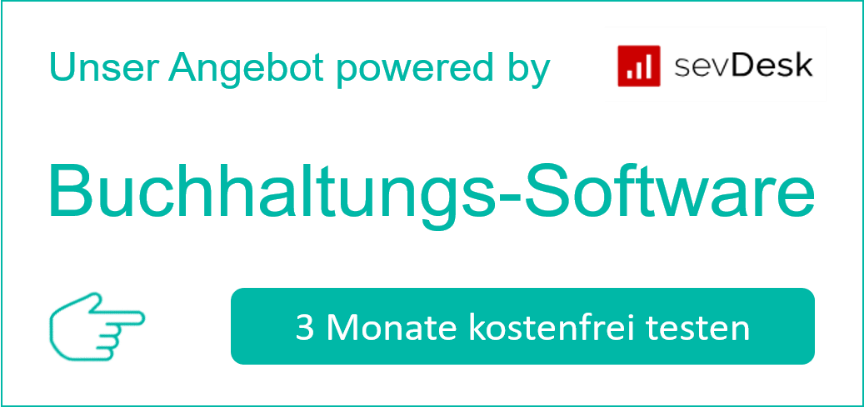 Unser Angebot powered by sevDesk
Buchhaltungs-Software
3 Monate kostenfrei testen